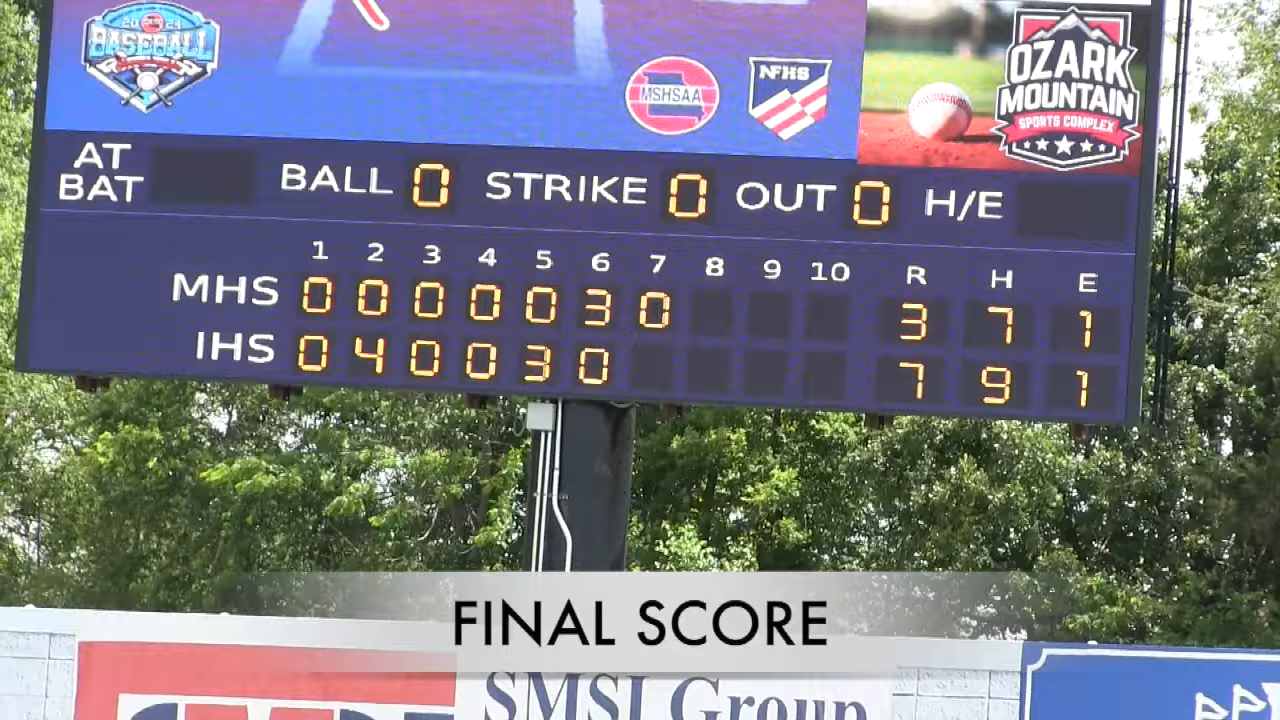 2024
BASEBALL
MSHSAA
NFHS
OZARK
MOUNTAIN
SPORTS COMPLEX
AT BAT BALL 0 STRIKE 0 OUT 0 H/E
1 2 3 4 5 6 7 8 9 10 R H E
MHS 0 0 0 0 0 3 0 3 7 1
IHS 0 4 0 0 3 0 7 9 1
FINAL SCORE
SMSI Group